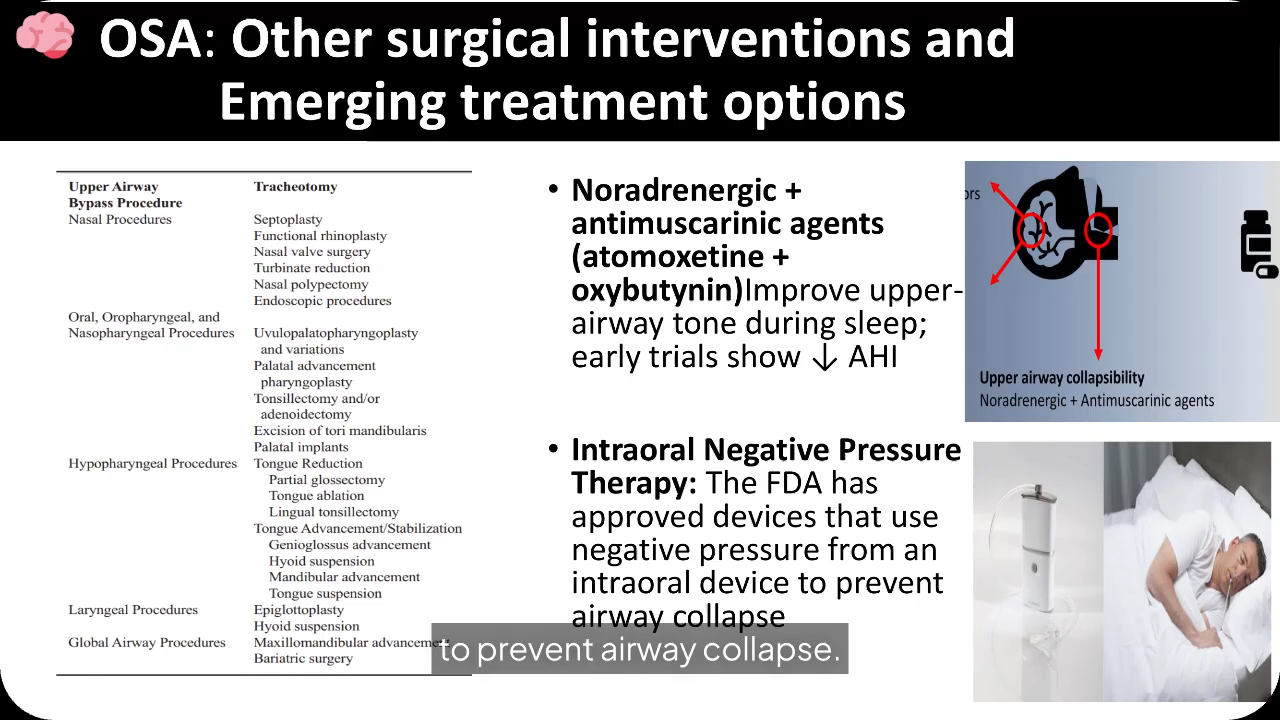 OSA: Other surgical interventions and
Emerging treatment options
Upper Airway Tracheotomy
Bypass Procedure
Nasal Procedures Septoplasty
Functional rhinoplasty
Nasal valve surgery
Turbinate reduction
Nasal polypectomy
Endoscopic procedures
Oral, Oropharyngeal, and
Nasopharyngeal Procedures Uvulopalatopharyngoplasty
and variations
Palatal advancement
pharyngoplasty
Tonsillectomy and/or
adenoidectomy
Excision of tori mandibularis
Palatal implants
Hypopharyngeal Procedures Tongue Reduction
Partial glossectomy
Tongue ablation
Lingual tonsillectomy
Tongue Advancement/Stabilization
Genioglossus advancement
Hyoid suspension
Mandibular advancement
Tongue suspension
Laryngeal Procedures Epiglottoplasty
Hyoid suspension
Global Airway Procedures Maxillomandibular advancement
Bariatric surgery
• Noradrenergic +
antimuscarinic agents
(atomoxetine +
oxybutynin)Improve upper-
airway tone during sleep;
early trials show ↓ AHI
• Intraoral Negative Pressure
Therapy: The FDA has
approved devices that use
negative pressure from an
intraoral device to prevent
airway collapse
Upper airway collapsibility
Noradrenergic + Antimuscarinic agents
to prevent airway collapse.